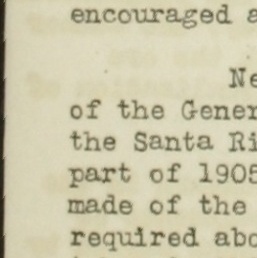 encouraged a
Ne
of the Gener
the Santa Ri
part of 1905
made of the
required abo